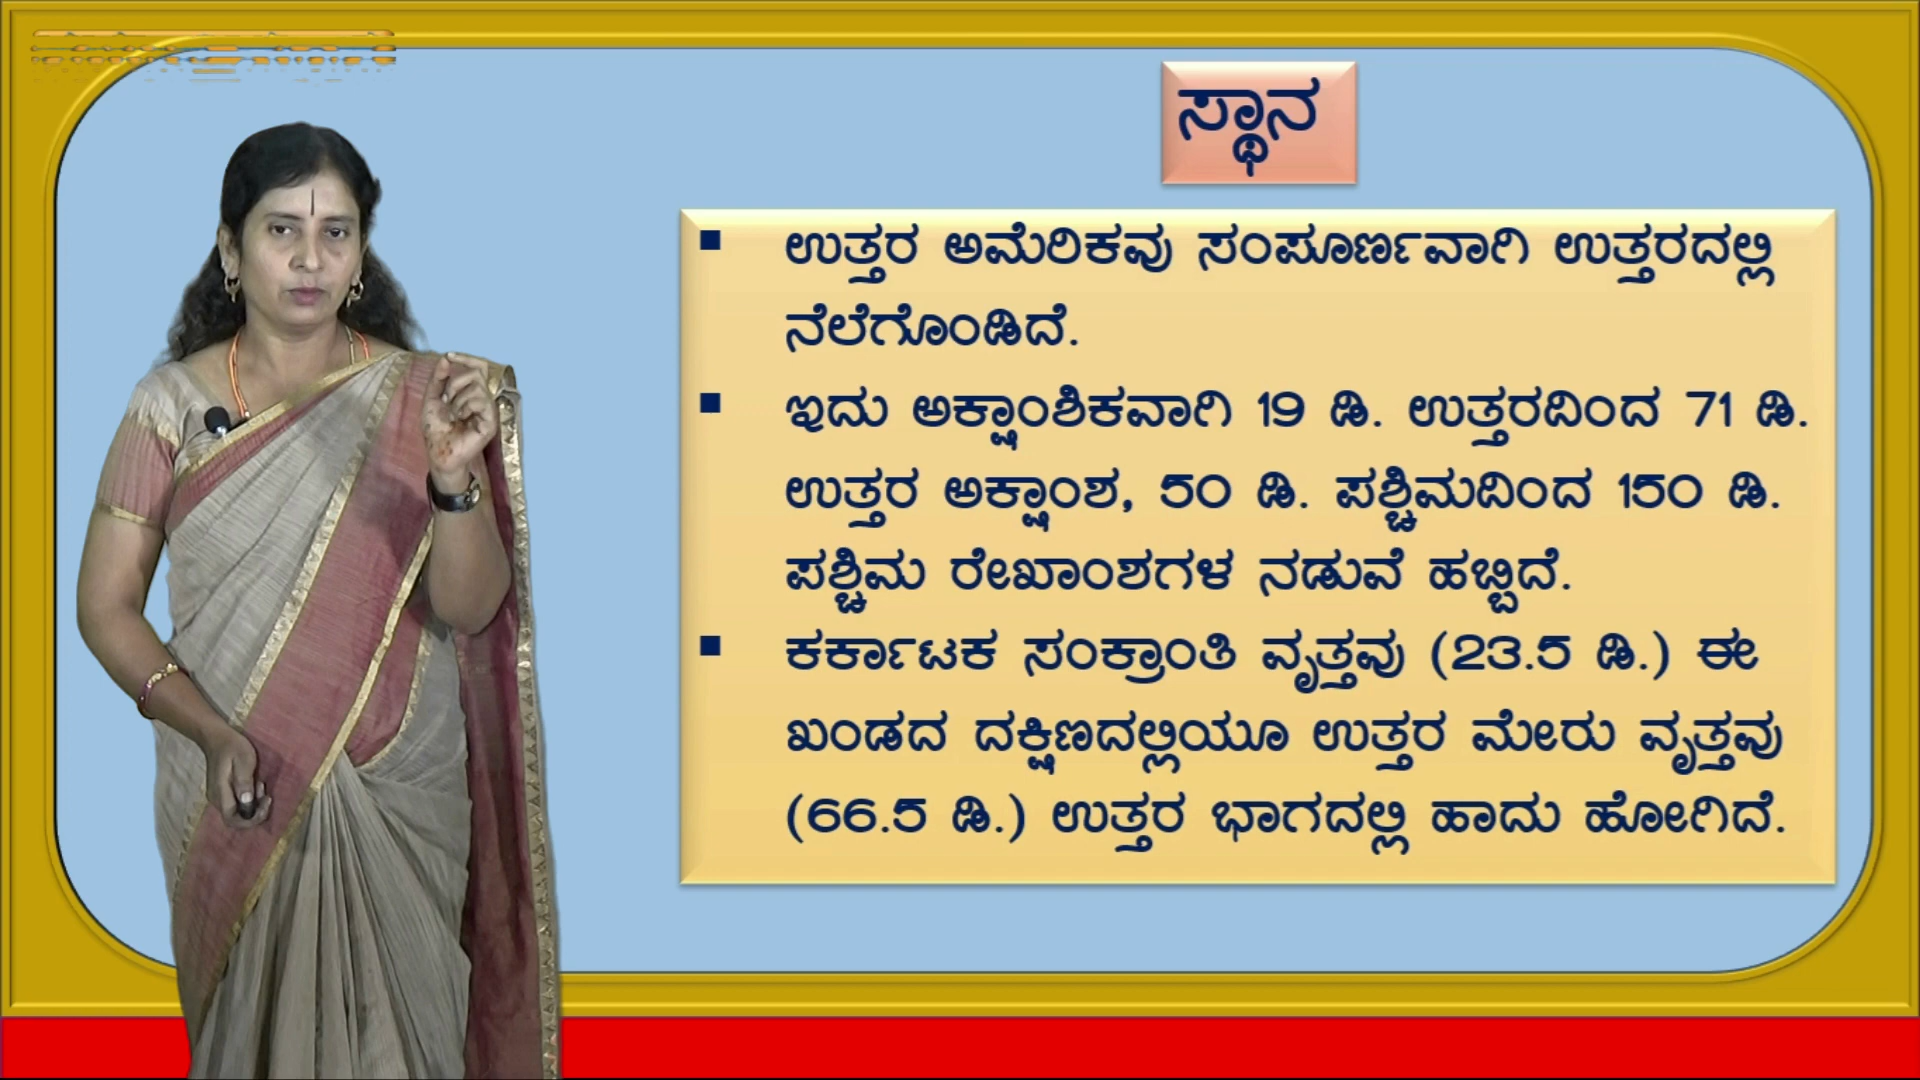 ಸ್ಥಾನ
▪ ಉತ್ತರ ಅಮೆರಿಕವು ಸಂಪೂರ್ಣವಾಗಿ ಉತ್ತರದಲ್ಲಿ
ನೆಲೆಗೊಂಡಿದೆ.
▪ ಇದು ಅಕ್ಷಾಂಶಿಕವಾಗಿ 19 ಡಿ. ಉತ್ತರದಿಂದ 71 ಡಿ.
ಉತ್ತರ ಅಕ್ಷಾಂಶ, 50 ಡಿ. ಪಶ್ಚಿಮದಿಂದ 150 ಡಿ.
ಪಶ್ಚಿಮ ರೇಖಾಂಶಗಳ ನಡುವೆ ಹಬ್ಬಿದೆ.
▪ ಕರ್ಕಾಟಕ ಸಂಕ್ರಾಂತಿ ವೃತ್ತವು (23.5 ಡಿ.) ಈ
ಖಂಡದ ದಕ್ಷಿಣದಲ್ಲಿಯೂ ಉತ್ತರ ಮೇರು ವೃತ್ತವು
(66.5 ಡಿ.) ಉತ್ತರ ಭಾಗದಲ್ಲಿ ಹಾದು ಹೋಗಿದೆ.